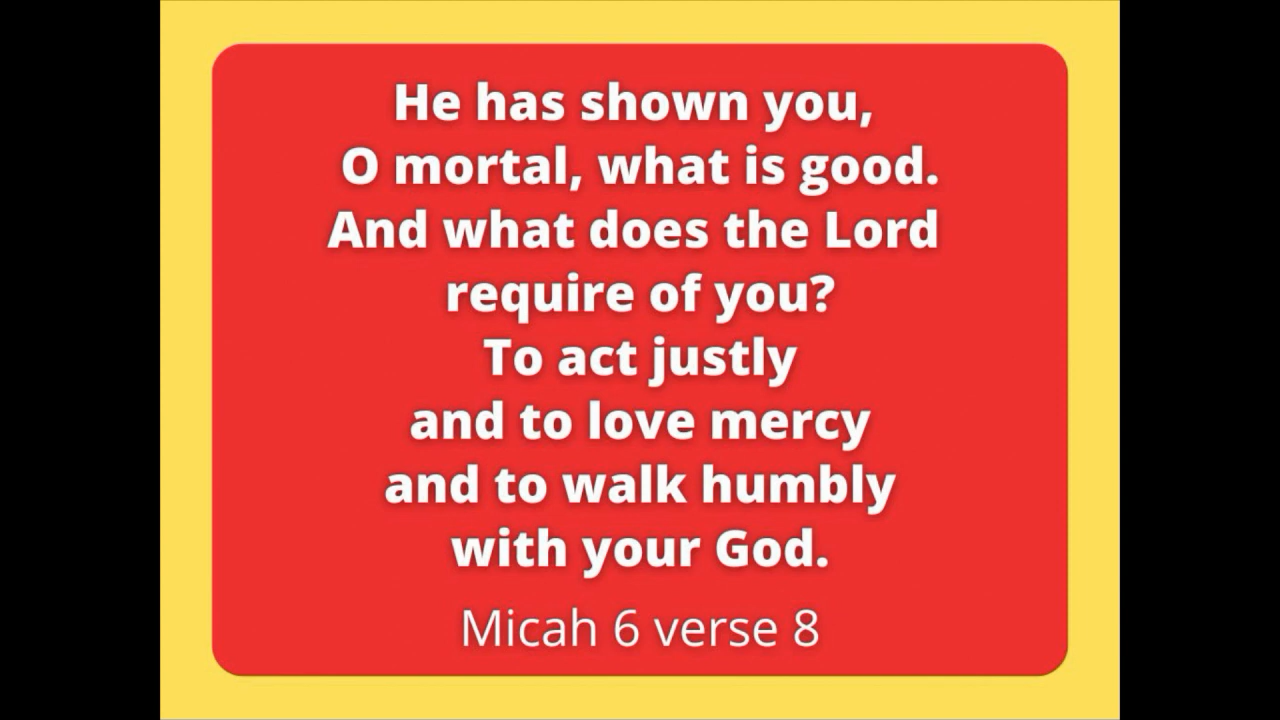 He has shown you,
O mortal, what is good.
And what does the Lord
require of you?
To act justly
and to love mercy
and to walk humbly
with your God.
Micah 6 verse 8